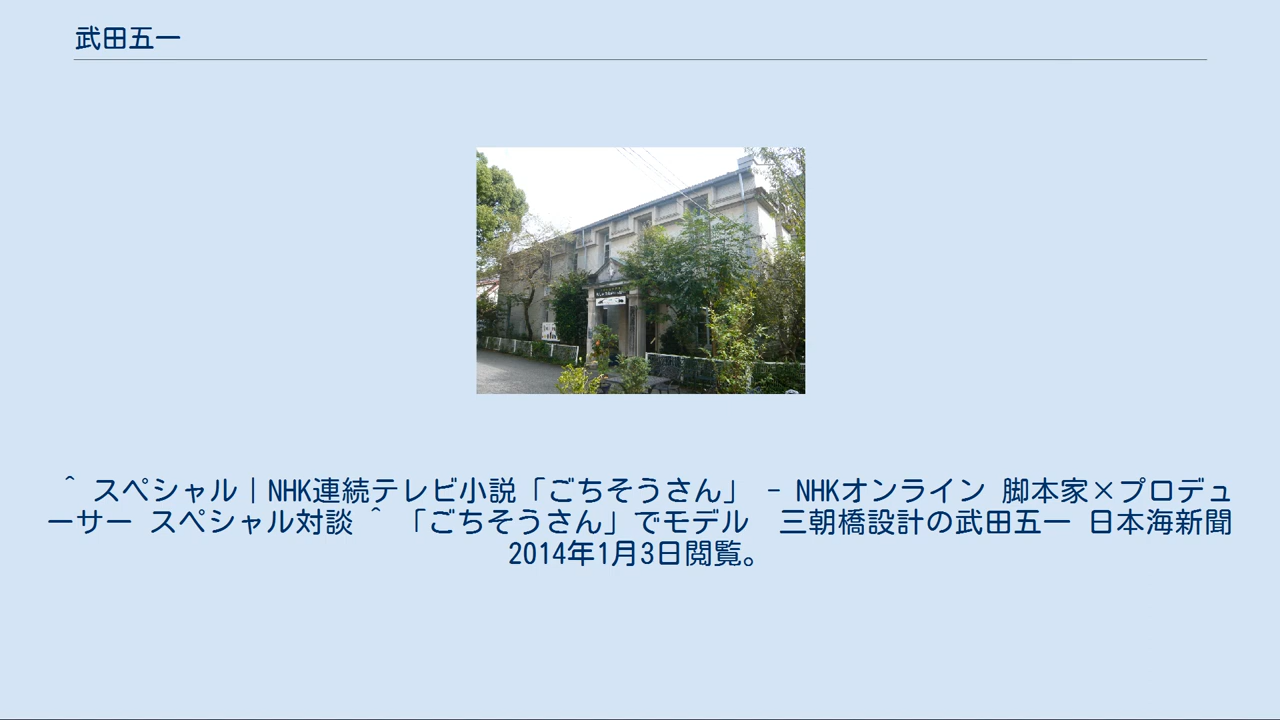 武田五一
^ スペシャル｜NHK連続テレビ小説「ごちそうさん」 - NHKオンライン 脚本家×プロデュ
ーサー スペシャル対談 ^ 「ごちそうさん」でモデル　三朝橋設計の武田五一 日本海新聞
2014年1月3日閲覧。